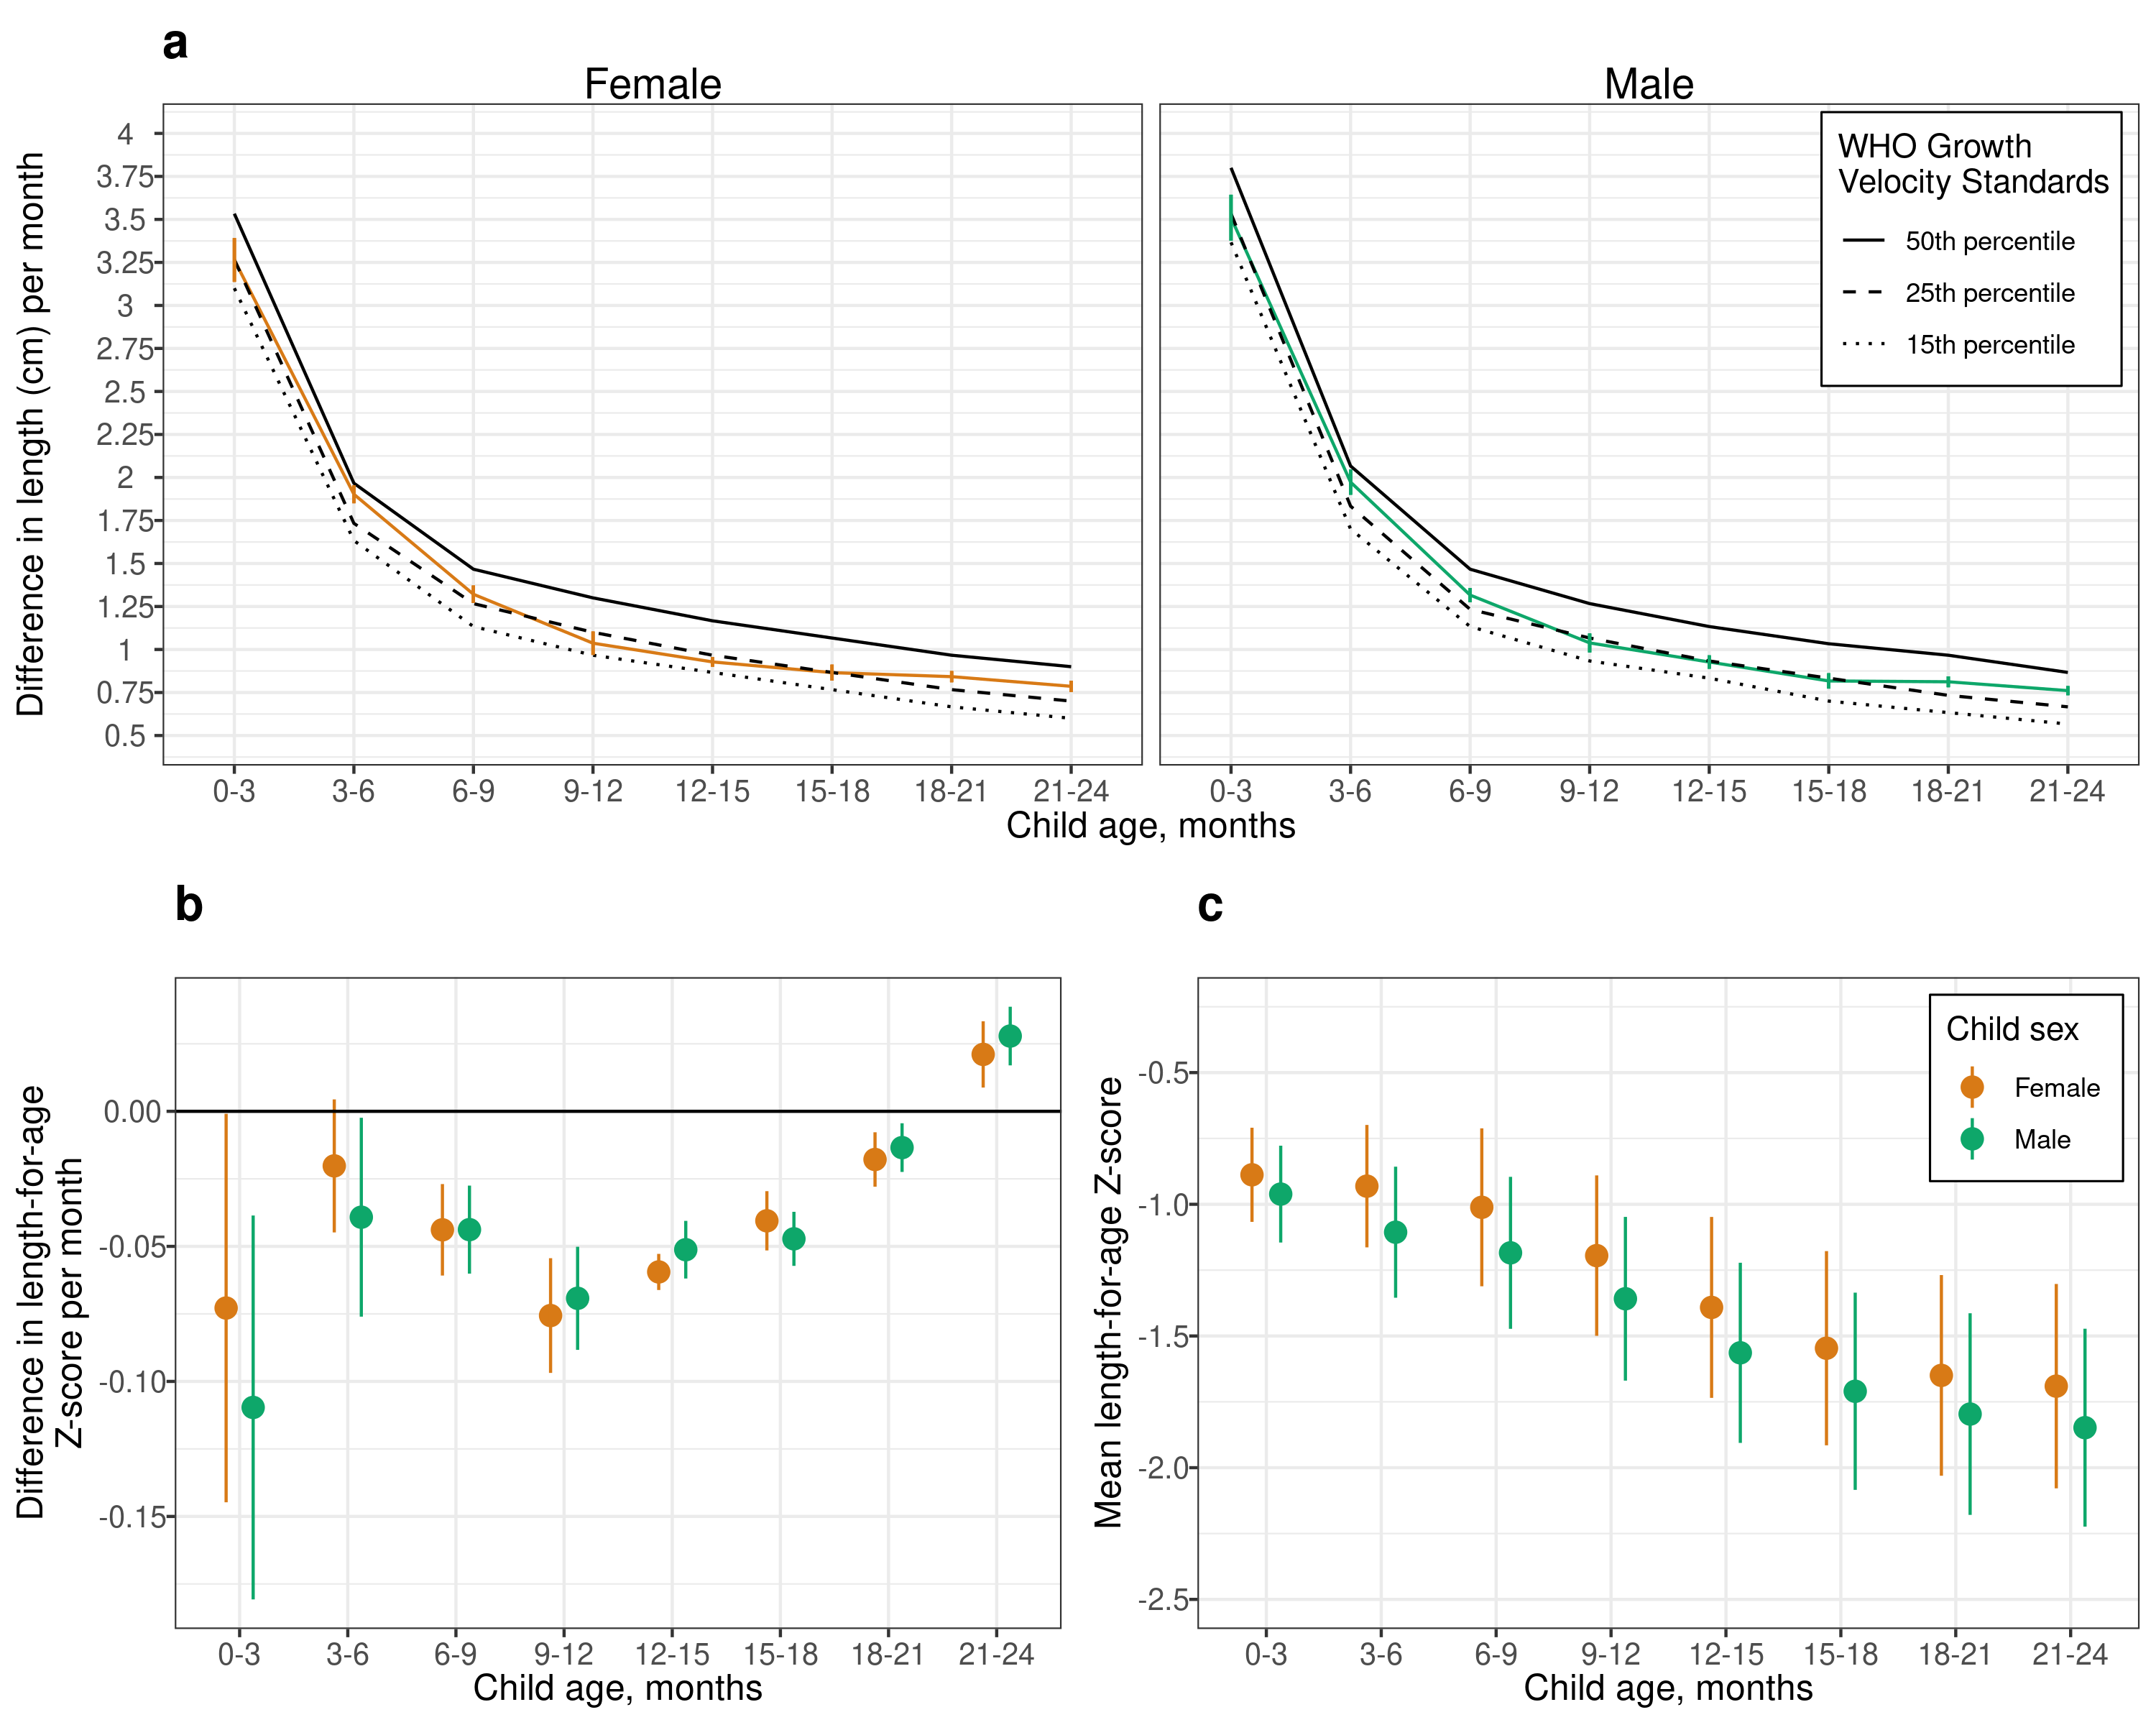 a
Female
Male
Difference in length (cm) per month
4
3.75
3.5
3.25
3
2.75
2.5
2.25
2
1.75
1.5
1.25
1
0.75
0.5
WHO Growth
Velocity Standards
50th percentile
25th percentile
15th percentile
0-3 3-6 6-9 9-12 12-15 15-18 18-21 21-24
0-3 3-6 6-9 9-12 12-15 15-18 18-21 21-24
Child age, months
b
Difference in length-for-age
Z-score per month
0.00
-0.05
-0.10
-0.15
0-3 3-6 6-9 9-12 12-15 15-18 18-21 21-24
Child age, months
c
Mean length-for-age Z-score
-0.5
-1.0
-1.5
-2.0
-2.5
Child sex
Female
Male
0-3 3-6 6-9 9-12 12-15 15-18 18-21 21-24
Child age, months